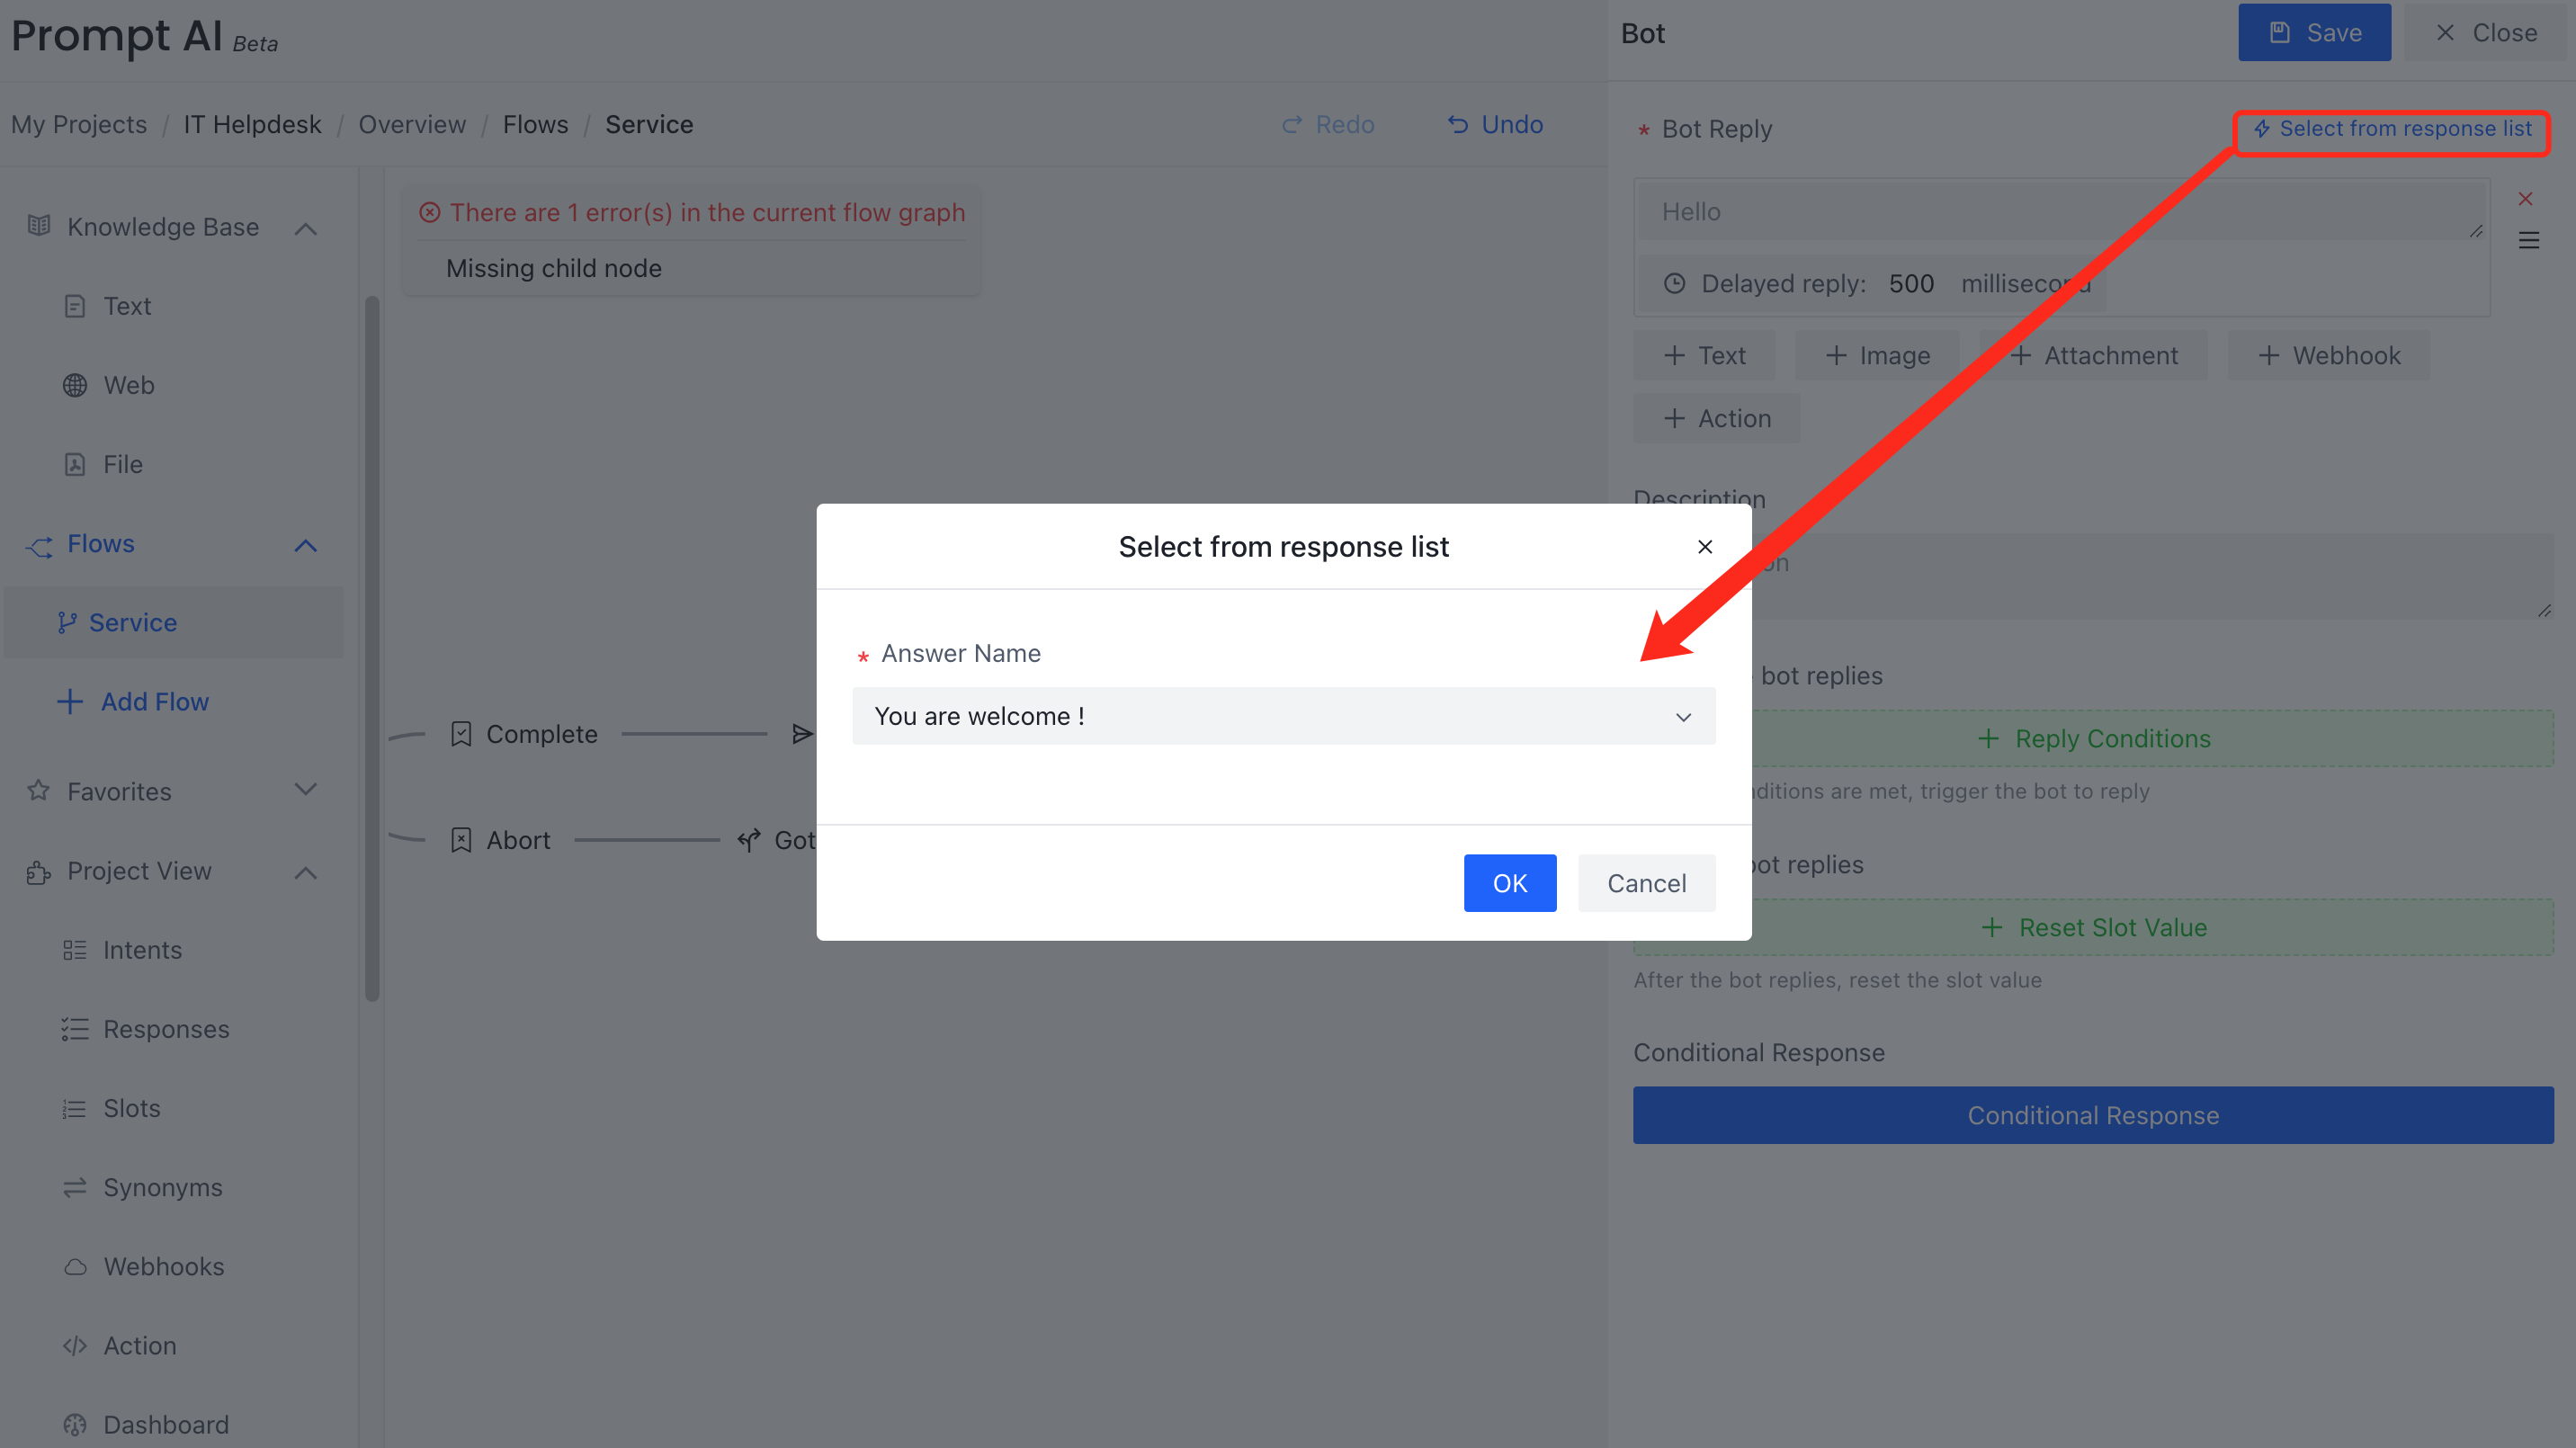 Prompt AI Beta
My Projects / IT Helpdesk / Overview / Flows / Service
Redo
Undo
Knowledge Base
Text
Web
File
Flows
Service
Add Flow
Favorites
Project View
Intents
Responses
Slots
Synonyms
Webhooks
Action
Dashboard
There are 1 error(s) in the current flow graph
Missing child node
Complete
Abort
Got
Select from response list
* Answer Name
You are welcome !
OK
Cancel
Bot
Save
Close
* Bot Reply
Select from response list
Hello
Delayed reply: 500 millisecond
+ Text
+ Image
+ Attachment
+ Webhook
+ Action
Description
on
bot replies
+ Reply Conditions
nditions are met, trigger the bot to reply
bot replies
+ Reset Slot Value
After the bot replies, reset the slot value
Conditional Response
Conditional Response